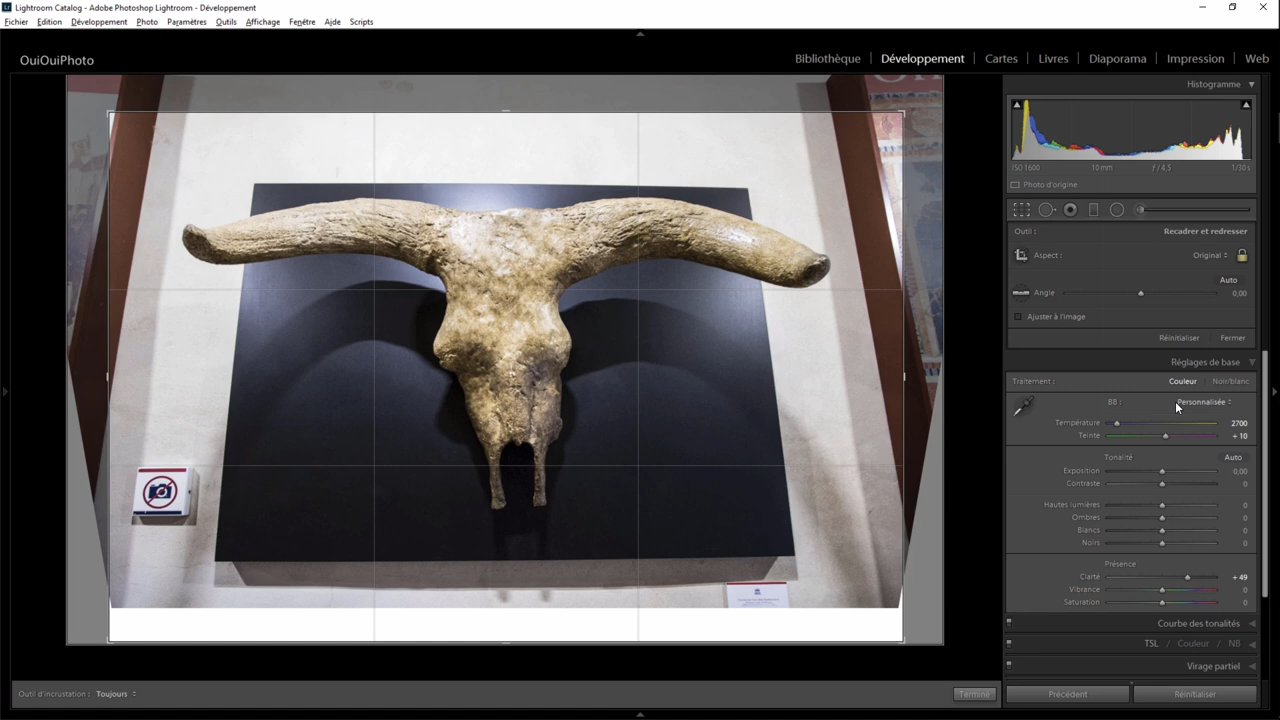 Lightroom Catalog - Adobe Photoshop Lightroom - Développement
Fichier Edition Développement Photo Paramètres Outils Affichage Fenêtre Aide Scripts
OuiOuiPhoto
Bibliothèque | Développement | Cartes | Livres | Diaporama | Impression | Web
Histogramme
ISO 1600 10 mm ƒ / 4,5 1/30 s
Photo d'origine
Outil : Recadrer et redresser
Aspect : Original
Auto
Angle 0,00
Ajuster à l'image
Réinitialiser Fermer
Réglages de base
Traitement : Couleur Noir/blanc
BB : Personnalisée
Température 2700
Teinte + 10
Tonalité Auto
Exposition 0,00
Contraste 0
Hautes lumières 0
Ombres 0
Blancs 0
Noirs 0
Présence
Clarté + 49
Vibrance 0
Saturation 0
Courbe des tonalités
TSL / Couleur / NB
Virage partiel
Outil d'incrustation : Toujours
Terminé
Précédent Réinitialiser